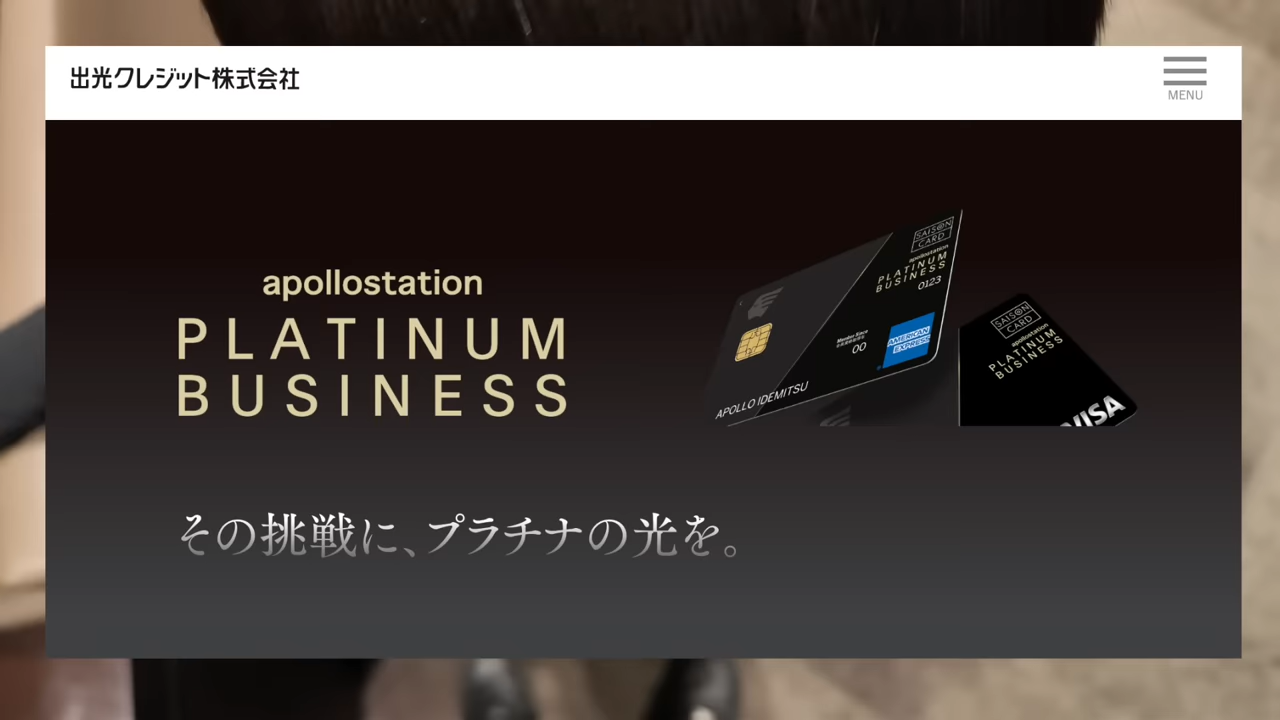 出光クレジット株式会社
MENU
apollostation
PLATINUM
BUSINESS
SAISON
CARD
apollostation
PLATINUM
BUSINESS
0123
Member Since
00
AMERICAN
EXPRESS
APOLLO IDEMITSU
SAISON
CARD
apollostation
PLATINUM
BUSINESS
VISA
その挑戦に、プラチナの光を。